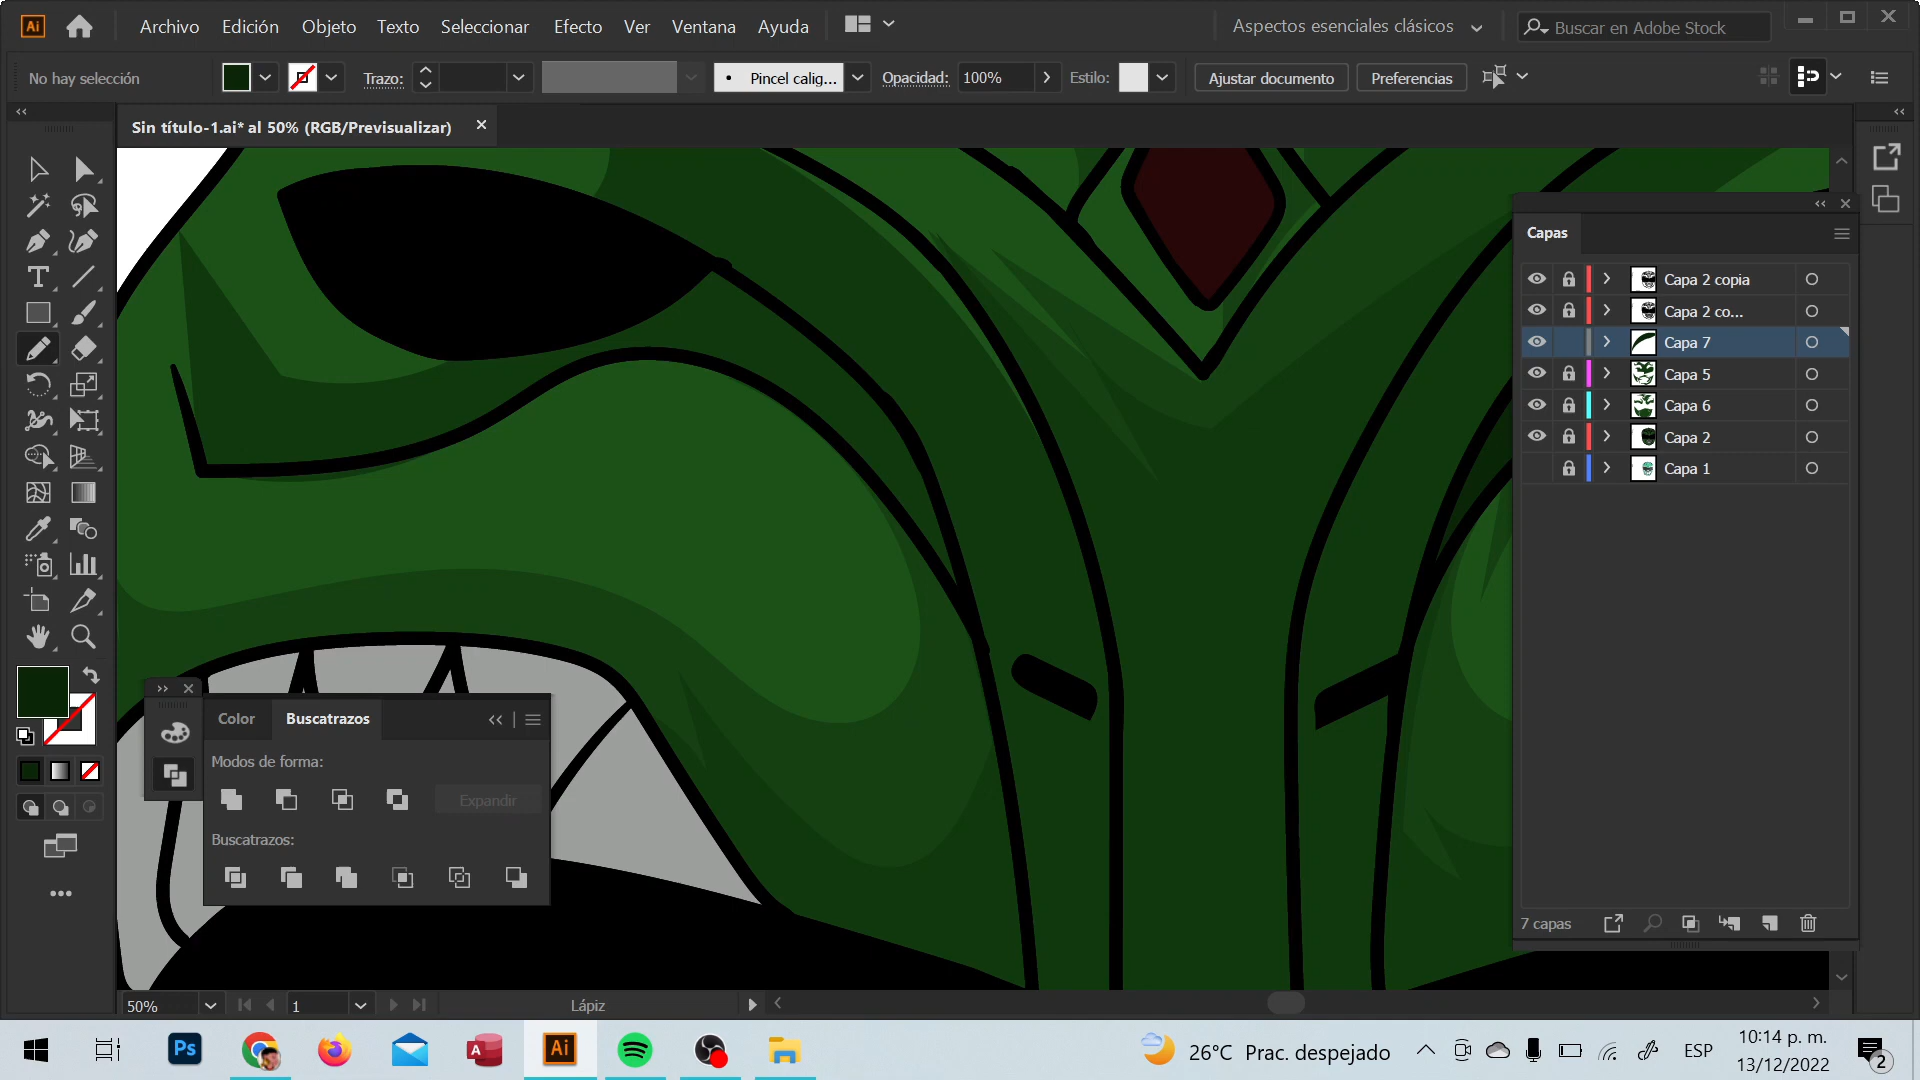 Ai Archivo Edición Objeto Texto Seleccionar Efecto Ver Ventana Ayuda Aspectos esenciales clásicos Buscar en Adobe Stock
No hay selección Trazo: Pincel calig... Opacidad: 100% Estilo: Ajustar documento Preferencias
Sin título-1.ai* al 50% (RGB/Previsualizar)
Capas
Capa 2 copia
Capa 2 co...
Capa 7
Capa 5
Capa 6
Capa 2
Capa 1
7 capas
Color Buscatrazos
Modos de forma:
Expandir
Buscatrazos:
50% 1 Lápiz
Ps A Ai 26°C Prac. despejado ESP 10:14 p. m.
13/12/2022 2